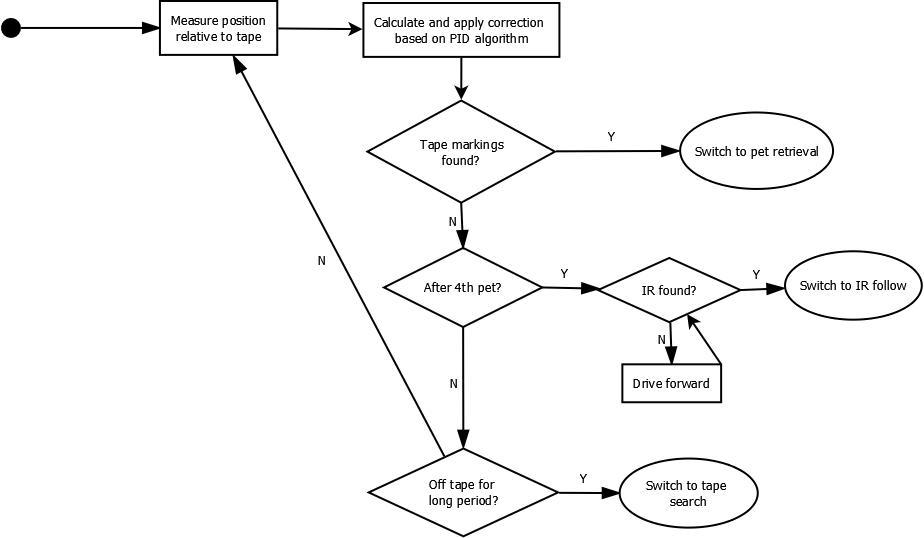 Measure position
relative to tape
Calculate and apply correction
based on PID algorithm
Tape markings
found?
Y
Switch to pet retrieval
N
After 4th pet?
Y
IR found?
Y
Switch to IR follow
N
N
Drive forward
N
Off tape for
long period?
Y
Switch to tape
search